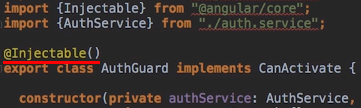 import {Injectable} from "@angular/core";
import {AuthService} from "./auth.service";
@Injectable()
export class AuthGuard implements CanActivate {
constructor(private authService: AuthService,